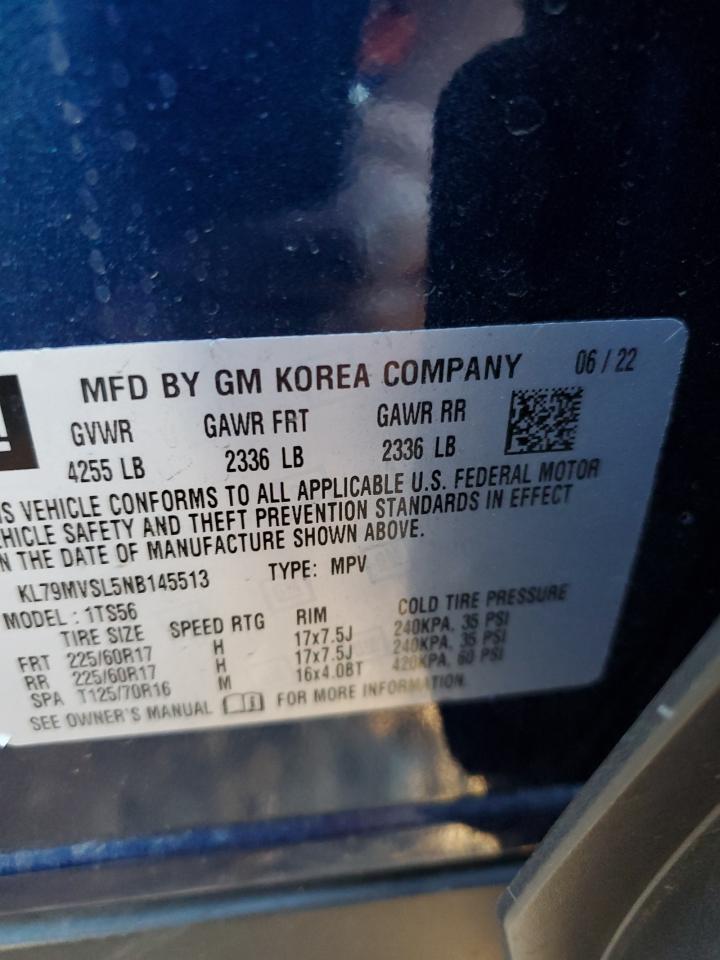 MFD BY GM KOREA COMPANY 06 / 22
GVWR GAWR FRT GAWR RR
4255 LB 2336 LB 2336 LB
IS VEHICLE CONFORMS TO ALL APPLICABLE U.S. FEDERAL MOTOR
EHICLE SAFETY AND THEFT PREVENTION STANDARDS IN EFFECT
N THE DATE OF MANUFACTURE SHOWN ABOVE.
KL79MVSL5NB145513 TYPE: MPV
MODEL : 1TS56
TIRE SIZE SPEED RTG RIM COLD TIRE PRESSURE
FRT 225/60R17 H 17x7.5J 240KPA, 35 PSI
RR 225/60R17 H 17x7.5J 240KPA, 35 PSI
SPA T125/70R16 M 16x4.0BT 420KPA, 60 PSI
SEE OWNER'S MANUAL FOR MORE INFORMATION.